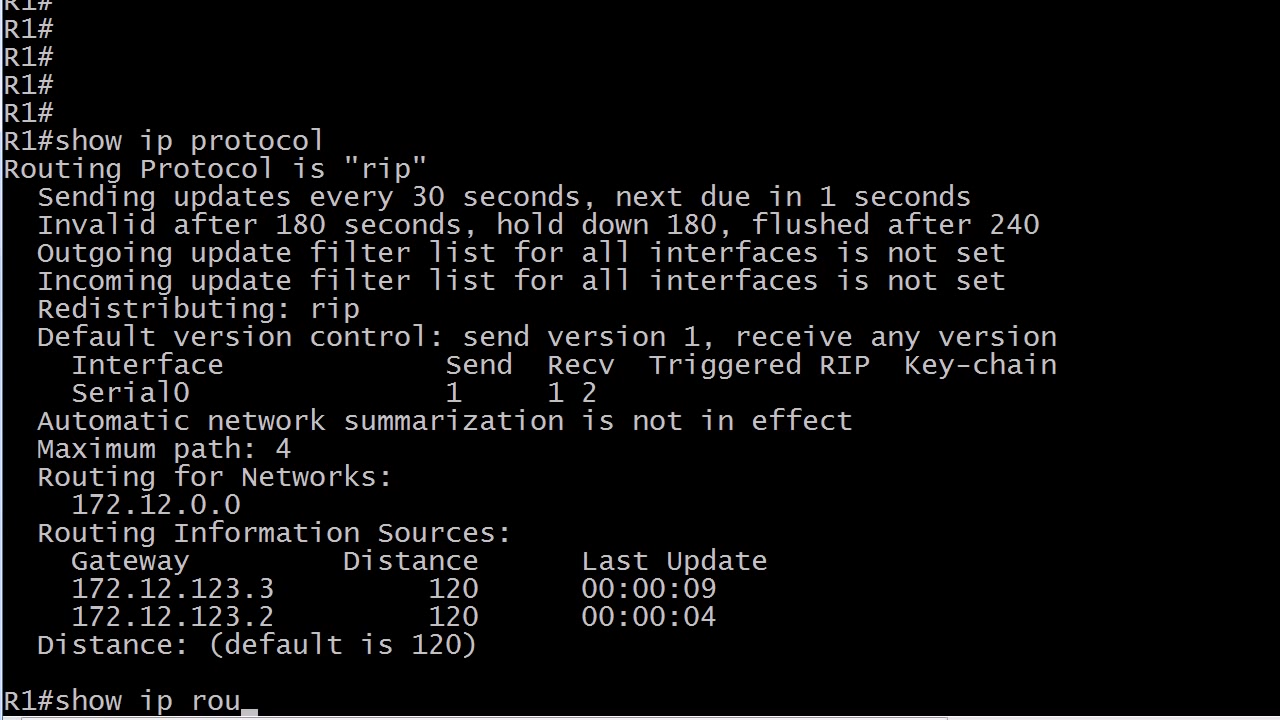 R1#
R1#
R1#
R1#
R1#
R1#show ip protocol
Routing Protocol is "rip"
  Sending updates every 30 seconds, next due in 1 seconds
  Invalid after 180 seconds, hold down 180, flushed after 240
  Outgoing update filter list for all interfaces is not set
  Incoming update filter list for all interfaces is not set
  Redistributing: rip
  Default version control: send version 1, receive any version
    Interface             Send  Recv  Triggered RIP  Key-chain
    Serial0               1     1 2
  Automatic network summarization is not in effect
  Maximum path: 4
  Routing for Networks:
    172.12.0.0
  Routing Information Sources:
    Gateway         Distance      Last Update
    172.12.123.3         120      00:00:09
    172.12.123.2         120      00:00:04
  Distance: (default is 120)
R1#show ip rou